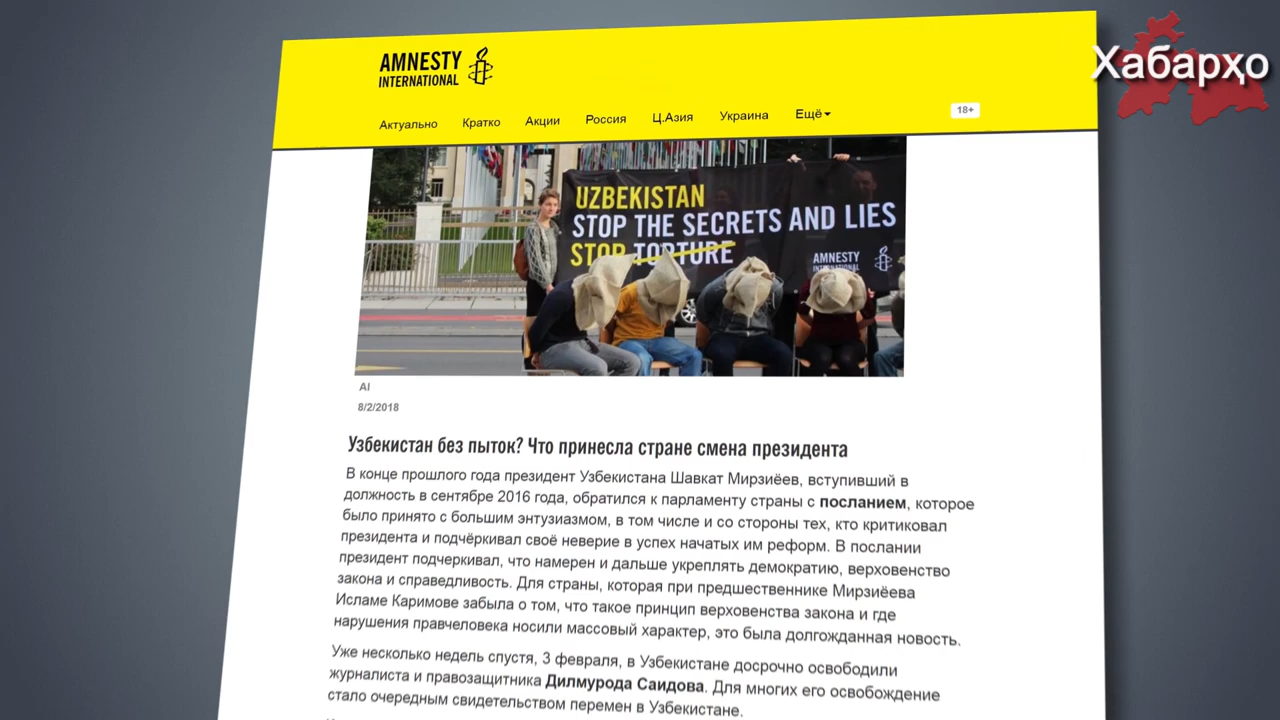 AMNESTY
INTERNATIONAL
Хабарҳо
Актуально Кратко Акции Россия Ц.Азия Украина Ещё
18+
UZBEKISTAN
STOP THE SECRETS AND LIES
STOP TORTURE
AMNESTY
INTERNATIONAL
AI
8/2/2018
Узбекистан без пыток? Что принесла стране смена президента
В конце прошлого года президент Узбекистана Шавкат Мирзиёев, вступивший в
должность в сентябре 2016 года, обратился к парламенту страны с посланием, которое
было принято с большим энтузиазмом, в том числе и со стороны тех, кто критиковал
президента и подчёркивал своё неверие в успех начатых им реформ. В послании
президент подчеркивал, что намерен и дальше укреплять демократию, верховенство
закона и справедливость. Для страны, которая при предшественнике Мирзиёева
Исламе Каримове забыла о том, что такое принцип верховенства закона и где
нарушения правчеловека носили массовый характер, это была долгожданная новость.
Уже несколько недель спустя, 3 февраля, в Узбекистане досрочно освободили
журналиста и правозащитника Дилмурода Саидова. Для многих его освобождение
стало очередным свидетельством перемен в Узбекистане.